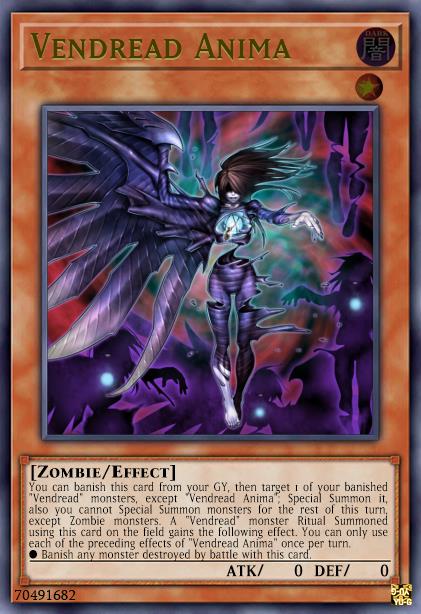 Vendread Anima
DARK
闇
[Zombie/Effect]
You can banish this card from your GY, then target 1 of your banished
"Vendread" monsters, except "Vendread Anima"; Special Summon it,
also you cannot Special Summon monsters for the rest of this turn,
except Zombie monsters. A "Vendread" monster Ritual Summoned
using this card on the field gains the following effect. You can only use
each of the preceding effects of "Vendread Anima" once per turn.
● Banish any monster destroyed by battle with this card.
ATK/ 0 DEF/ 0
70491682